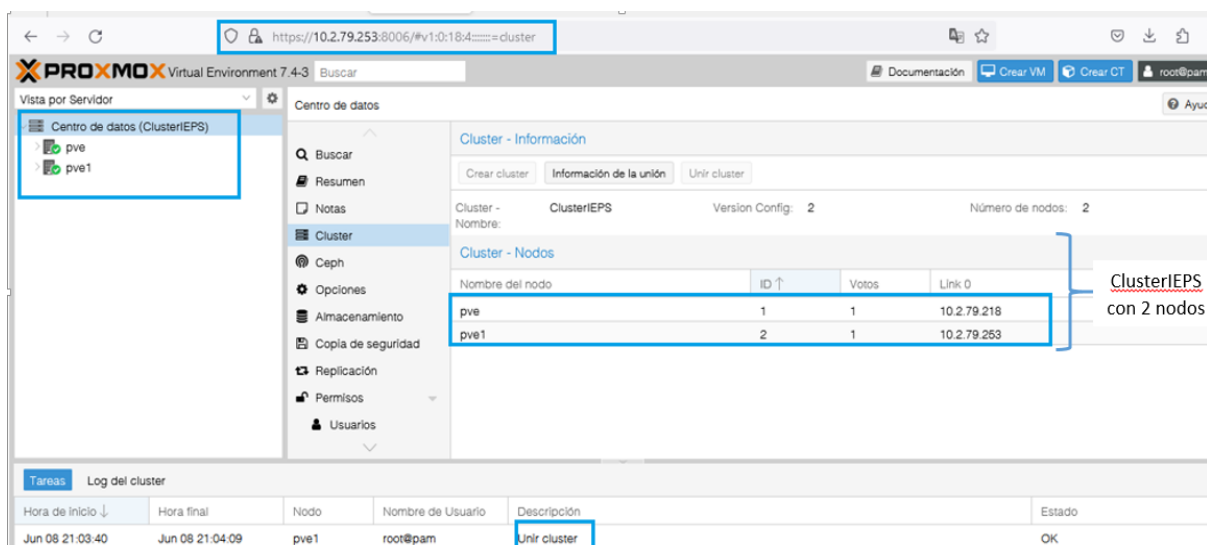 https://10.2.79.253:8006/#v1:0:18:4:::::::=cluster
PROXMOX Virtual Environment 7.4-3 Buscar
Documentación Crear VM Crear CT root@pam
Vista por Servidor
Centro de datos (ClusterIEPS)
pve
pve1
Centro de datos
Ayuc
Buscar
Resumen
Notas
Cluster
Ceph
Opciones
Almacenamiento
Copia de seguridad
Replicación
Permisos
Usuarios
Cluster - Información
Crear cluster Información de la unión Unir cluster
Cluster - Nombre: ClusterIEPS Version Config: 2 Número de nodos: 2
Cluster - Nodos
Nombre del nodo ID Votos Link 0
pve 1 1 10.2.79.218
pve1 2 1 10.2.79.253
ClusterIEPS
con 2 nodos
Tareas Log del cluster
Hora de inicio Hora final Nodo Nombre de Usuario Descripción Estado
Jun 08 21:03:40 Jun 08 21:04:09 pve1 root@pam Unir cluster OK